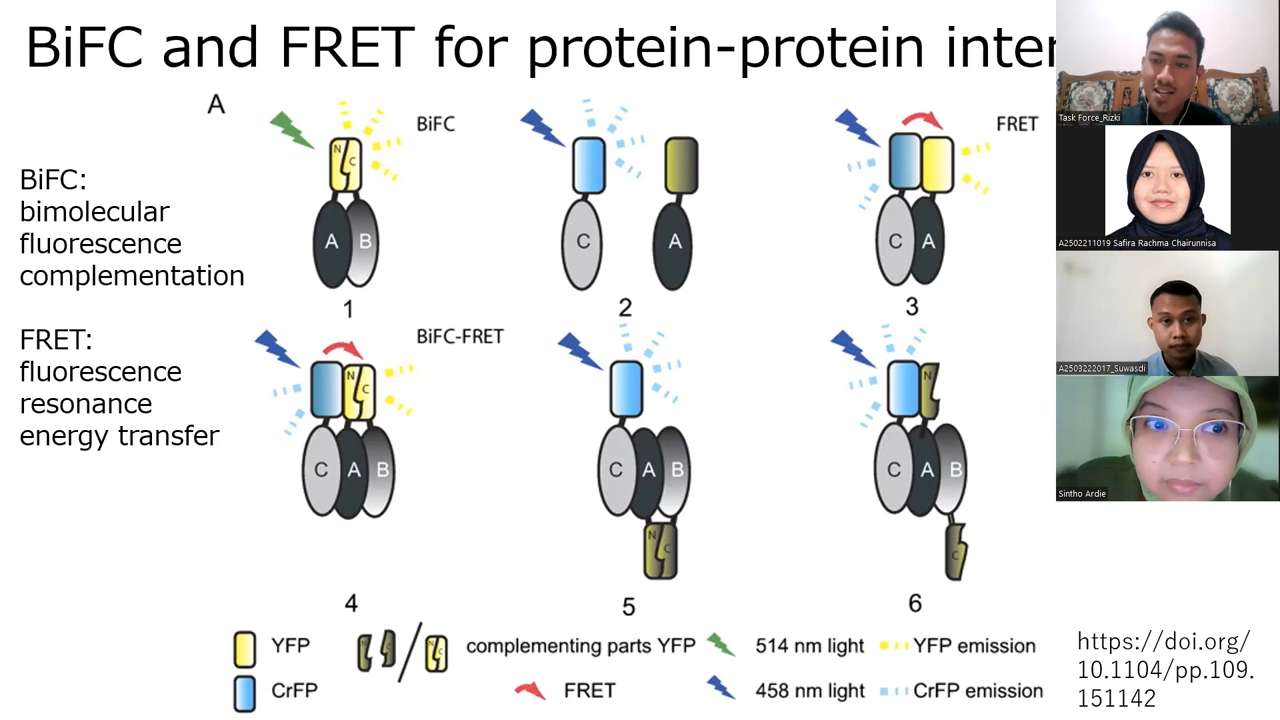 BiFC and FRET for protein-protein inter
A
BiFC
FRET
BiFC:
bimolecular
fluorescence
complementation
N
C
A
B
C
A
C
A
1
2
3
FRET:
fluorescence
resonance
energy transfer
BiFC-FRET
N
C
C
A
B
C
A
B
N
C
N
C
A
B
C
4
5
6
YFP
N
C
complementing parts YFP
514 nm light
YFP emission
CrFP
FRET
458 nm light
CrFP emission
https://doi.org/
10.1104/pp.109.
151142
Task Force_Rizki
A2502211019 Safira Rachma Chairunnisa
A2503222017_Suwasdi
Sintho Ardie